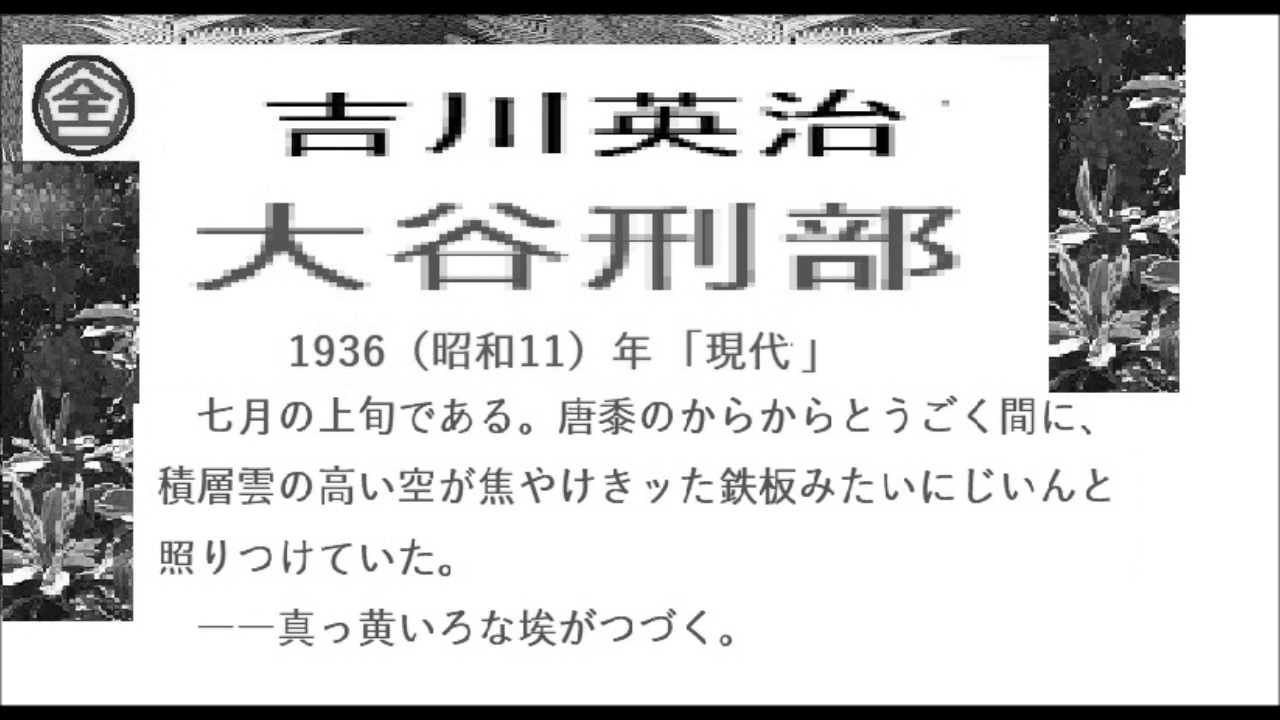 全
吉川英治
大谷刑部
1936（昭和11）年「現代」
七月の上旬である。唐黍のからからとうごく間に、
積層雲の高い空が焦やけきッた鉄板みたいにじいんと
照りつけていた。
――真っ黄いろな埃がつづく。